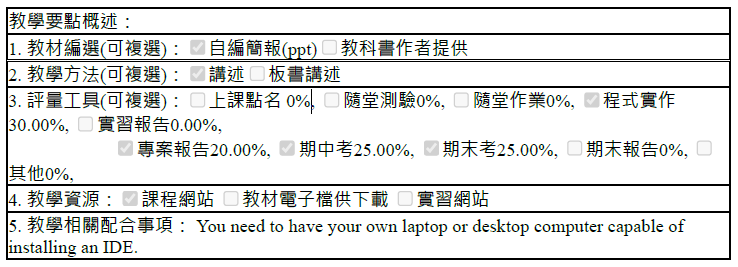 教學要點概述：
1. 教材編選(可複選)： ☑自編簡報(ppt) ☐教科書作者提供
2. 教學方法(可複選)： ☑講述 ☐板書講述
3. 評量工具(可複選)： ☐上課點名 0%, ☐隨堂測驗0%, ☐隨堂作業0%, ☑程式實作
30.00%, ☐實習報告0.00%,
☑專案報告20.00%, ☑期中考25.00%, ☑期末考25.00%, ☐期末報告0%, ☐
其他0%,
4. 教學資源： ☑課程網站 ☐教材電子檔供下載 ☐實習網站
5. 教學相關配合事項： You need to have your own laptop or desktop computer capable of
installing an IDE.